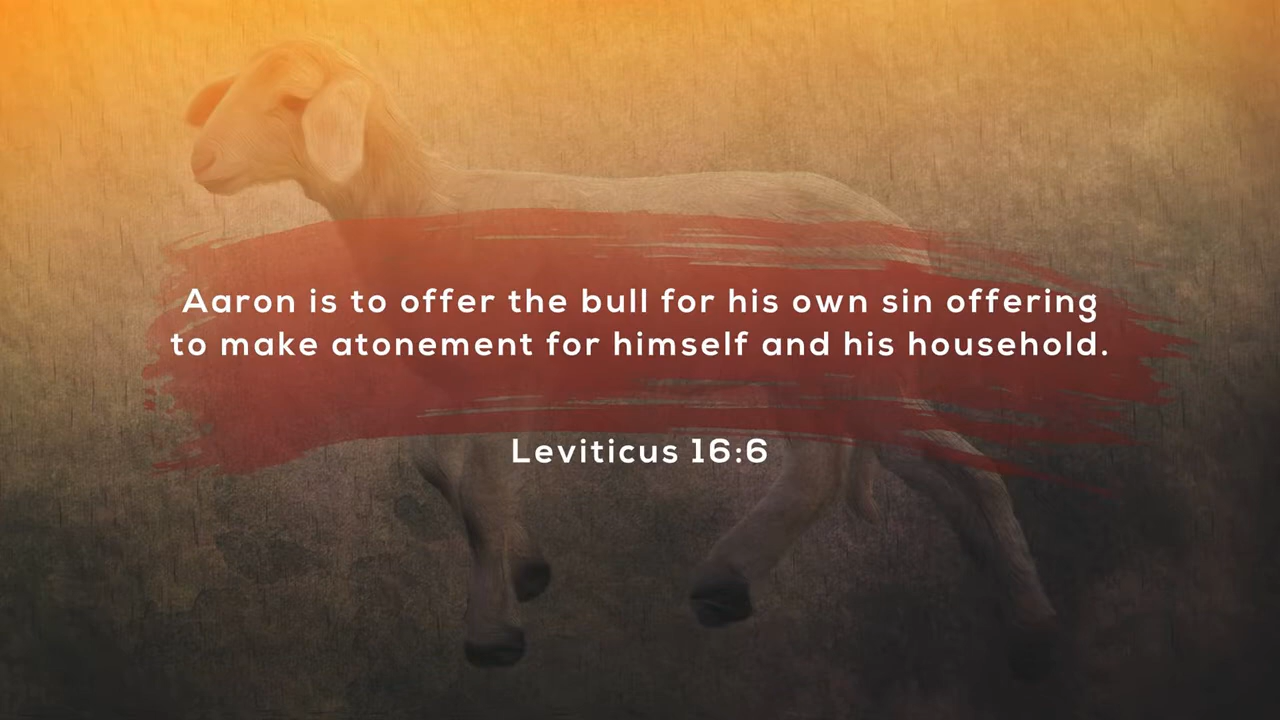 Aaron is to offer the bull for his own sin offering
to make atonement for himself and his household.
Leviticus 16:6